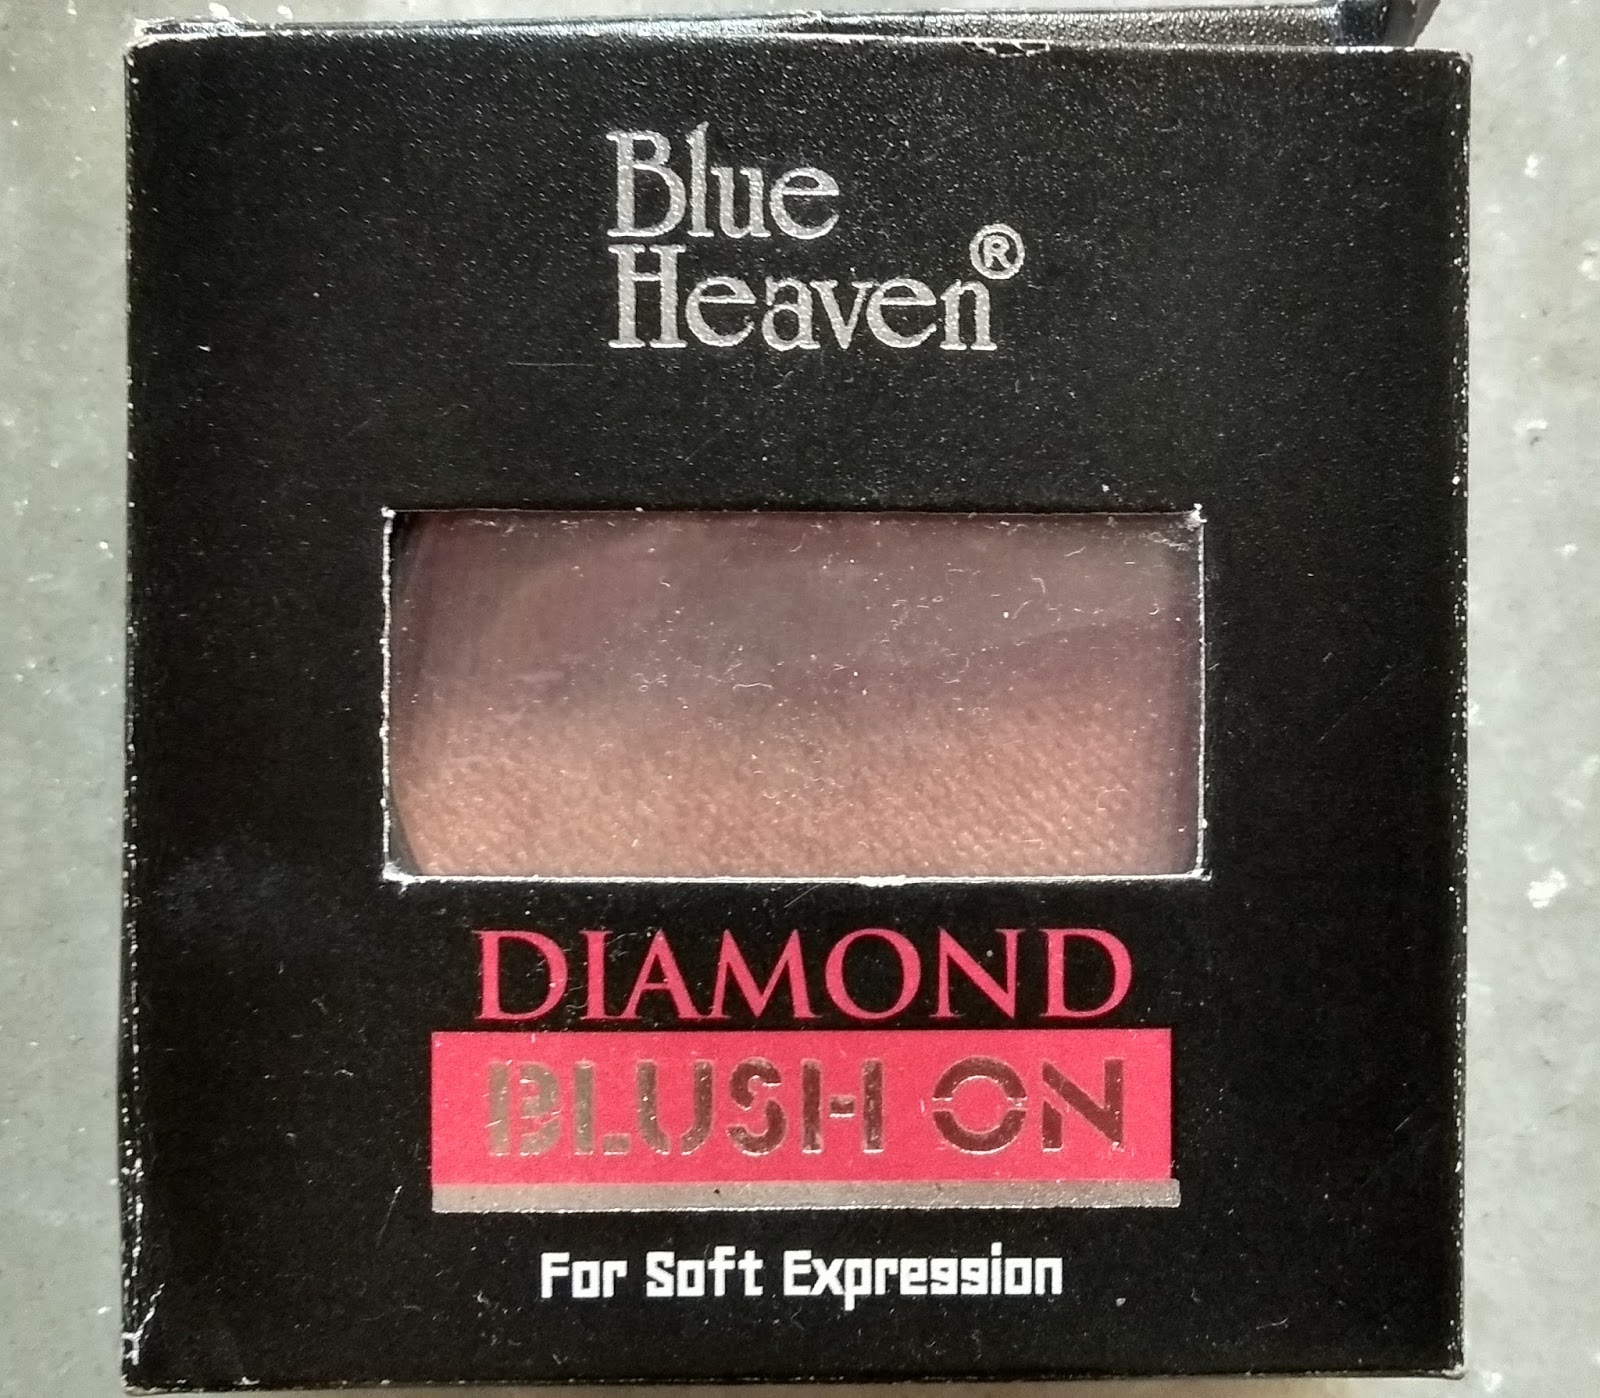 Blue
Heaven®
DIAMOND
BLUSH ON
For Soft Expression